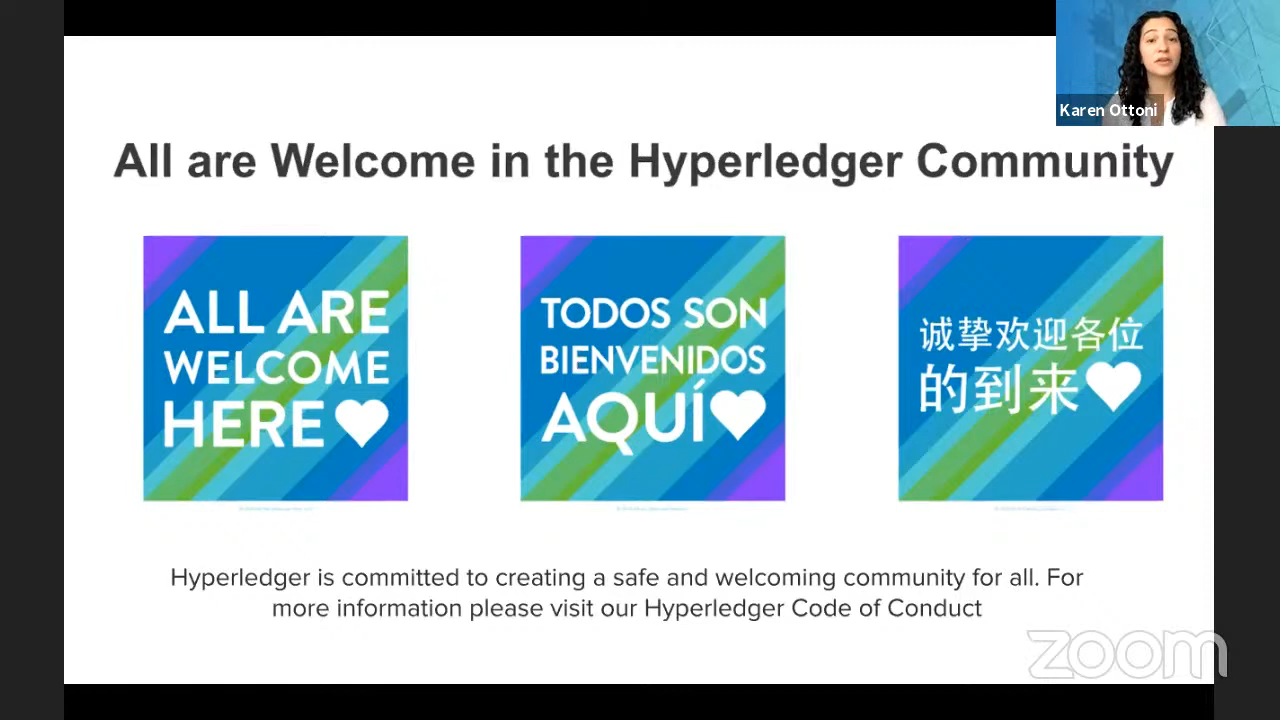 Karen Ottoni
All are Welcome in the Hyperledger Community
ALL ARE
WELCOME
HERE
TODOS SON
BIENVENIDOS
AQUÍ
诚挚欢迎各位
的到来
Hyperledger is committed to creating a safe and welcoming community for all. For
more information please visit our Hyperledger Code of Conduct
zoom